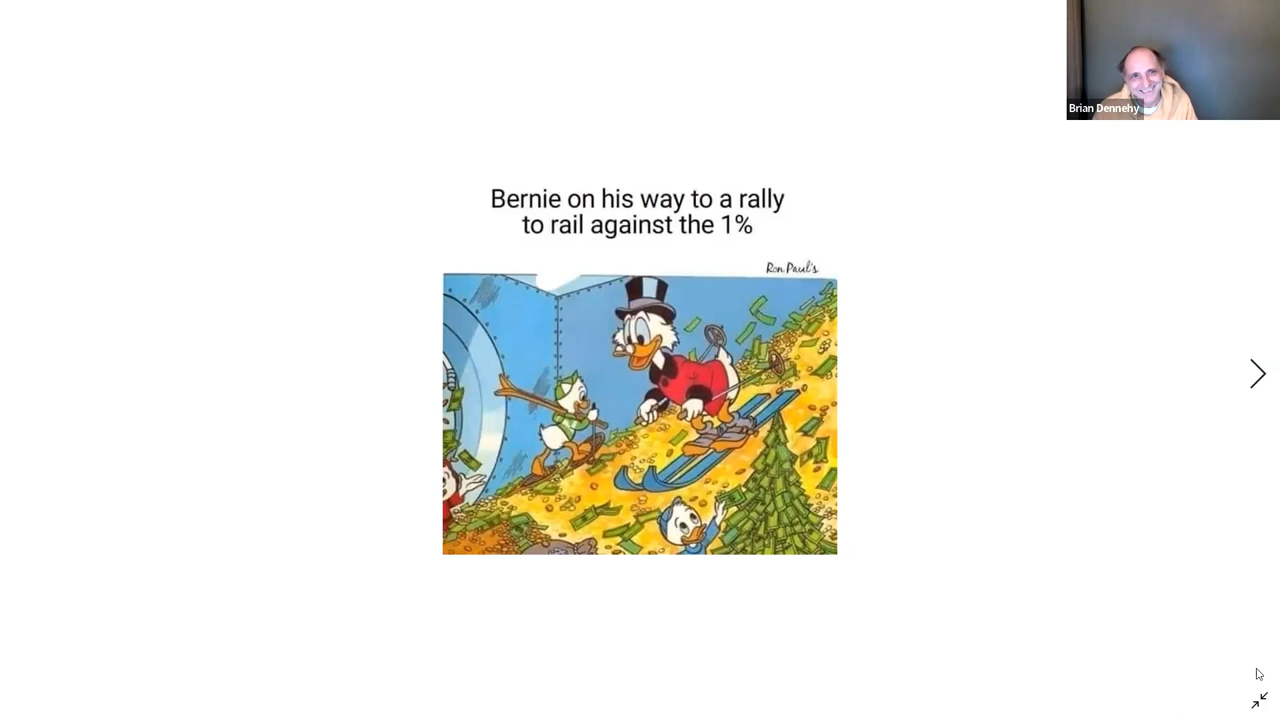 Brian Dennehy
Bernie on his way to a rally
to rail against the 1%
Ron Paul's